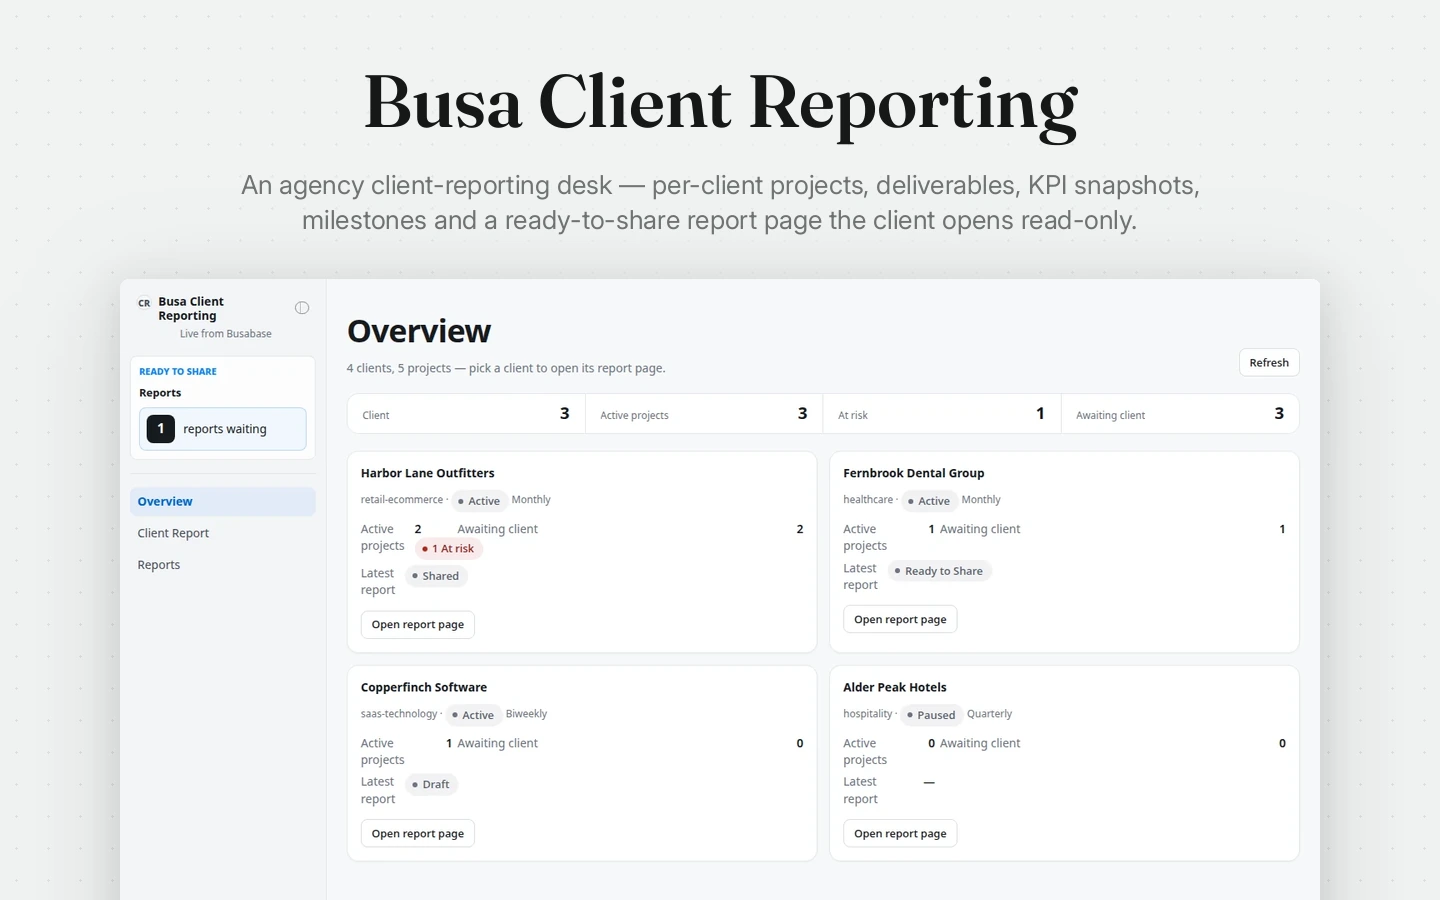 Busa Client Reporting
An agency client-reporting desk — per-client projects, deliverables, KPI snapshots,
milestones and a ready-to-share report page the client opens read-only.
CR
Busa Client
Reporting
Live from Busabase
READY TO SHARE
Reports
1 reports waiting
Overview
Client Report
Reports
Overview
4 clients, 5 projects — pick a client to open its report page.
Refresh
Client 3
Active projects 3
At risk 1
Awaiting client 3
Harbor Lane Outfitters
retail-ecommerce · Active Monthly
Active projects 2 1 At risk
Awaiting client 2
Latest report Shared
Open report page
Fernbrook Dental Group
healthcare · Active Monthly
Active projects 1
Awaiting client 1
Latest report Ready to Share
Open report page
Copperfinch Software
saas-technology · Active Biweekly
Active projects 1
Awaiting client 0
Latest report Draft
Open report page
Alder Peak Hotels
hospitality · Paused Quarterly
Active projects 0
Awaiting client 0
Latest report —
Open report page